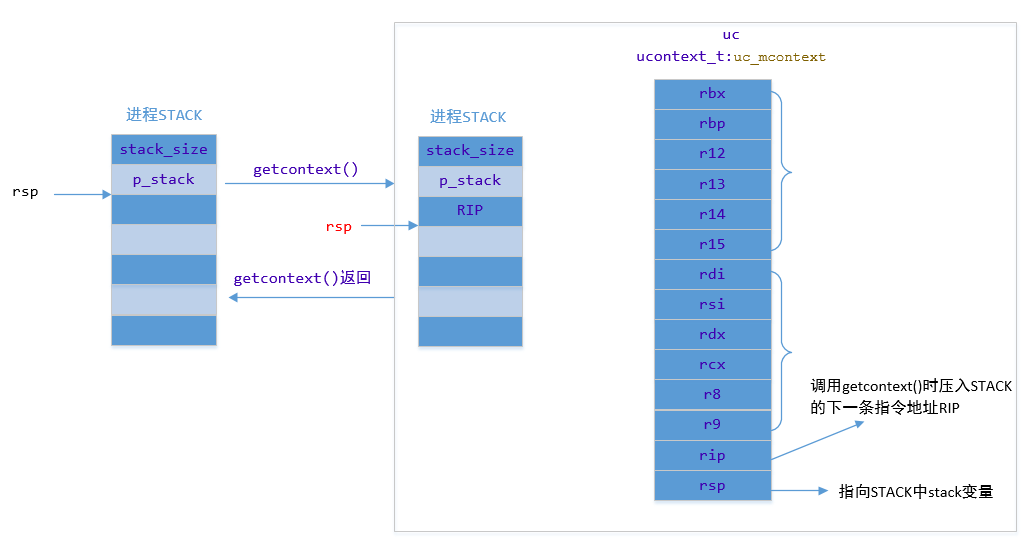 uc
ucontext_t:uc_mcontext
进程STACK
stack_size
p_stack
rsp
getcontext()
getcontext()返回
进程STACK
stack_size
p_stack
RIP
rsp
rbx
rbp
r12
r13
r14
r15
rdi
rsi
rdx
rcx
r8
r9
rip
rsp
调用getcontext()时压入STACK
的下一条指令地址RIP
指向STACK中stack变量